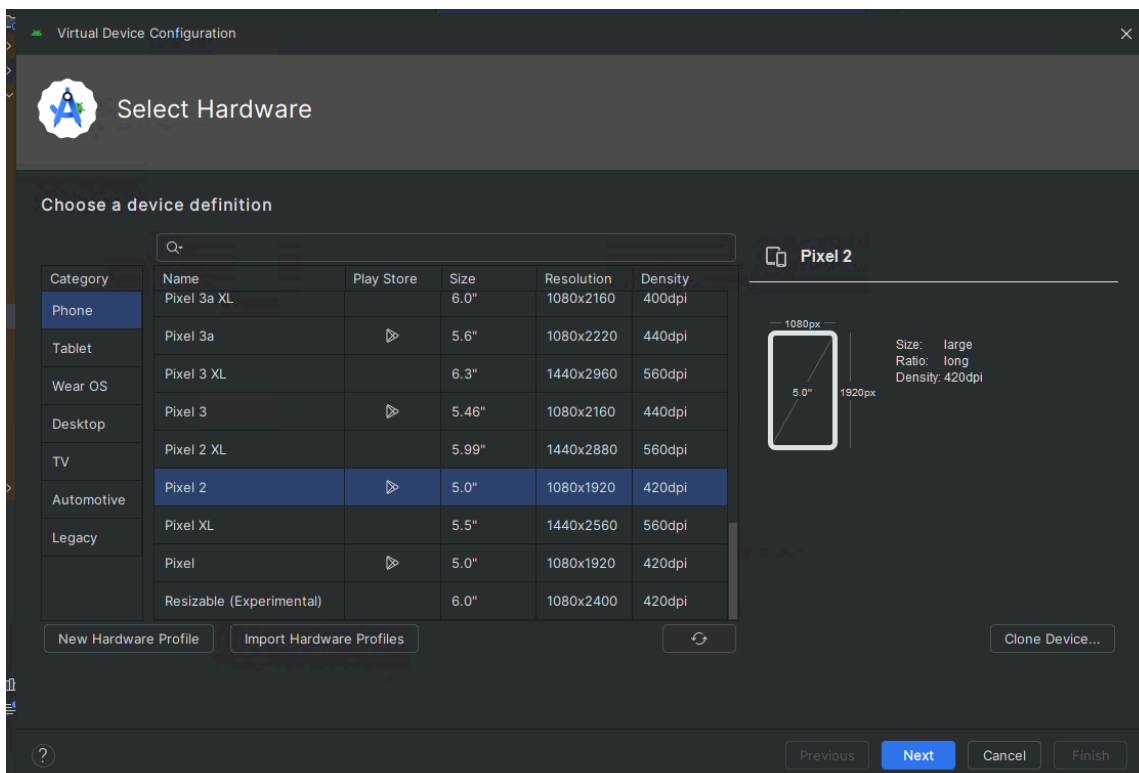 Virtual Device Configuration
Select Hardware
Choose a device definition
Category
Phone
Tablet
Wear OS
Desktop
TV
Automotive
Legacy
Name Play Store Size Resolution Density
Pixel 3a XL 6.0" 1080x2160 400dpi
Pixel 3a 5.6" 1080x2220 440dpi
Pixel 3 XL 6.3" 1440x2960 560dpi
Pixel 3 5.46" 1080x2160 440dpi
Pixel 2 XL 5.99" 1440x2880 560dpi
Pixel 2 5.0" 1080x1920 420dpi
Pixel XL 5.5" 1440x2560 560dpi
Pixel 5.0" 1080x1920 420dpi
Resizable (Experimental) 6.0" 1080x2400 420dpi
Pixel 2
1080px
5.0"
1920px
Size: large
Ratio: long
Density: 420dpi
New Hardware Profile Import Hardware Profiles
Clone Device...
? Previous Next Cancel Finish